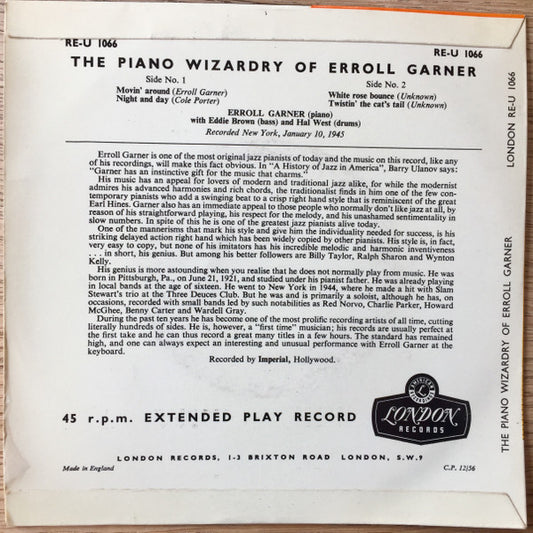 RE-U 1066
RE-U 1066
THE PIANO WIZARDRY OF ERROLL GARNER
Side No. 1
Movin' around (Erroll Garner)
Night and day (Cole Porter)
Side No. 2
White rose bounce (Unknown)
Twistin' the cat's tail (Unknown)
ERROLL GARNER (piano)
with Eddie Brown (bass) and Hal West (drums)
Recorded New York, January 10, 1945
Erroll Garner is one of the most original jazz pianists of today and the music on this record, like any
of his recordings, will make this fact obvious. In "A History of Jazz in America", Barry Ulanov says:
"Garner has an instinctive gift for the music that charms."
His music has an appeal for lovers of modern and traditional jazz alike, for while the modernist
admires his advanced harmonies and rich chords, the traditionalist finds in him one of the few con-
temporary pianists who add a swinging beat to a crisp right hand style that is reminiscent of the great
Earl Hines. Garner also has an immediate appeal to those people who normally don't like jazz at all, by
reason of his straightforward playing, his respect for the melody, and his unashamed sentimentality in
slow numbers. In spite of this he is one of the greatest jazz pianists alive today.
One of the mannerisms that mark his style and give him the individuality needed for success, is his
striking delayed action right hand which has been widely copied by other pianists. His style is, in fact,
very easy to copy, but none of his imitators has his incredible melodic and harmonic inventiveness
. . . in short, his genius. But among his better followers are Billy Taylor, Ralph Sharon and Wynton
Kelly.
His genius is more astounding when you realise that he does not normally play from music. He was
born in Pittsburgh, Pa., on June 21, 1921, and studied under his pianist father. He was already playing
in local bands at the age of sixteen. He went to New York in 1944, where he made a hit with Slam
Stewart's trio at the Three Deuces Club. But he was and is primarily a soloist, although he has, on
occasions, recorded with small bands led by such notabilities as Red Norvo, Charlie Parker, Howard
McGhee, Benny Carter and Wardell Gray.
During the past ten years he has become one of the most prolific recording artists of all time, cutting
literally hundreds of sides. He is, however, a "first time" musician; his records are usually perfect at
the first take and he can thus record a great many titles in a few hours. The standard has remained
high, and one can always expect an interesting and unusual performance with Erroll Garner at the
keyboard.
Recorded by Imperial, Hollywood.
45 r.p.m. EXTENDED PLAY RECORD
AMERICAN
L
RECORDINGS
LONDON
RECORDS
LONDON RECORDS, 1-3 BRIXTON ROAD LONDON, S.W.9
Made in England
C.P. 12/56
LONDON RE-U 1066
THE PIANO WIZARDRY OF ERROLL GARNER